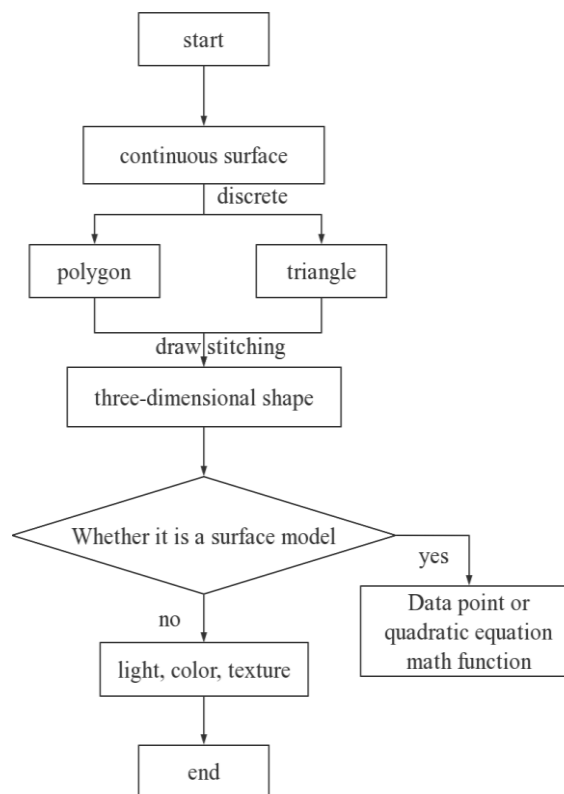 start
continuous surface
discrete
polygon
triangle
draw stitching
three-dimensional shape
Whether it is a surface model
yes
Data point or
quadratic equation
math function
no
light, color, texture
end